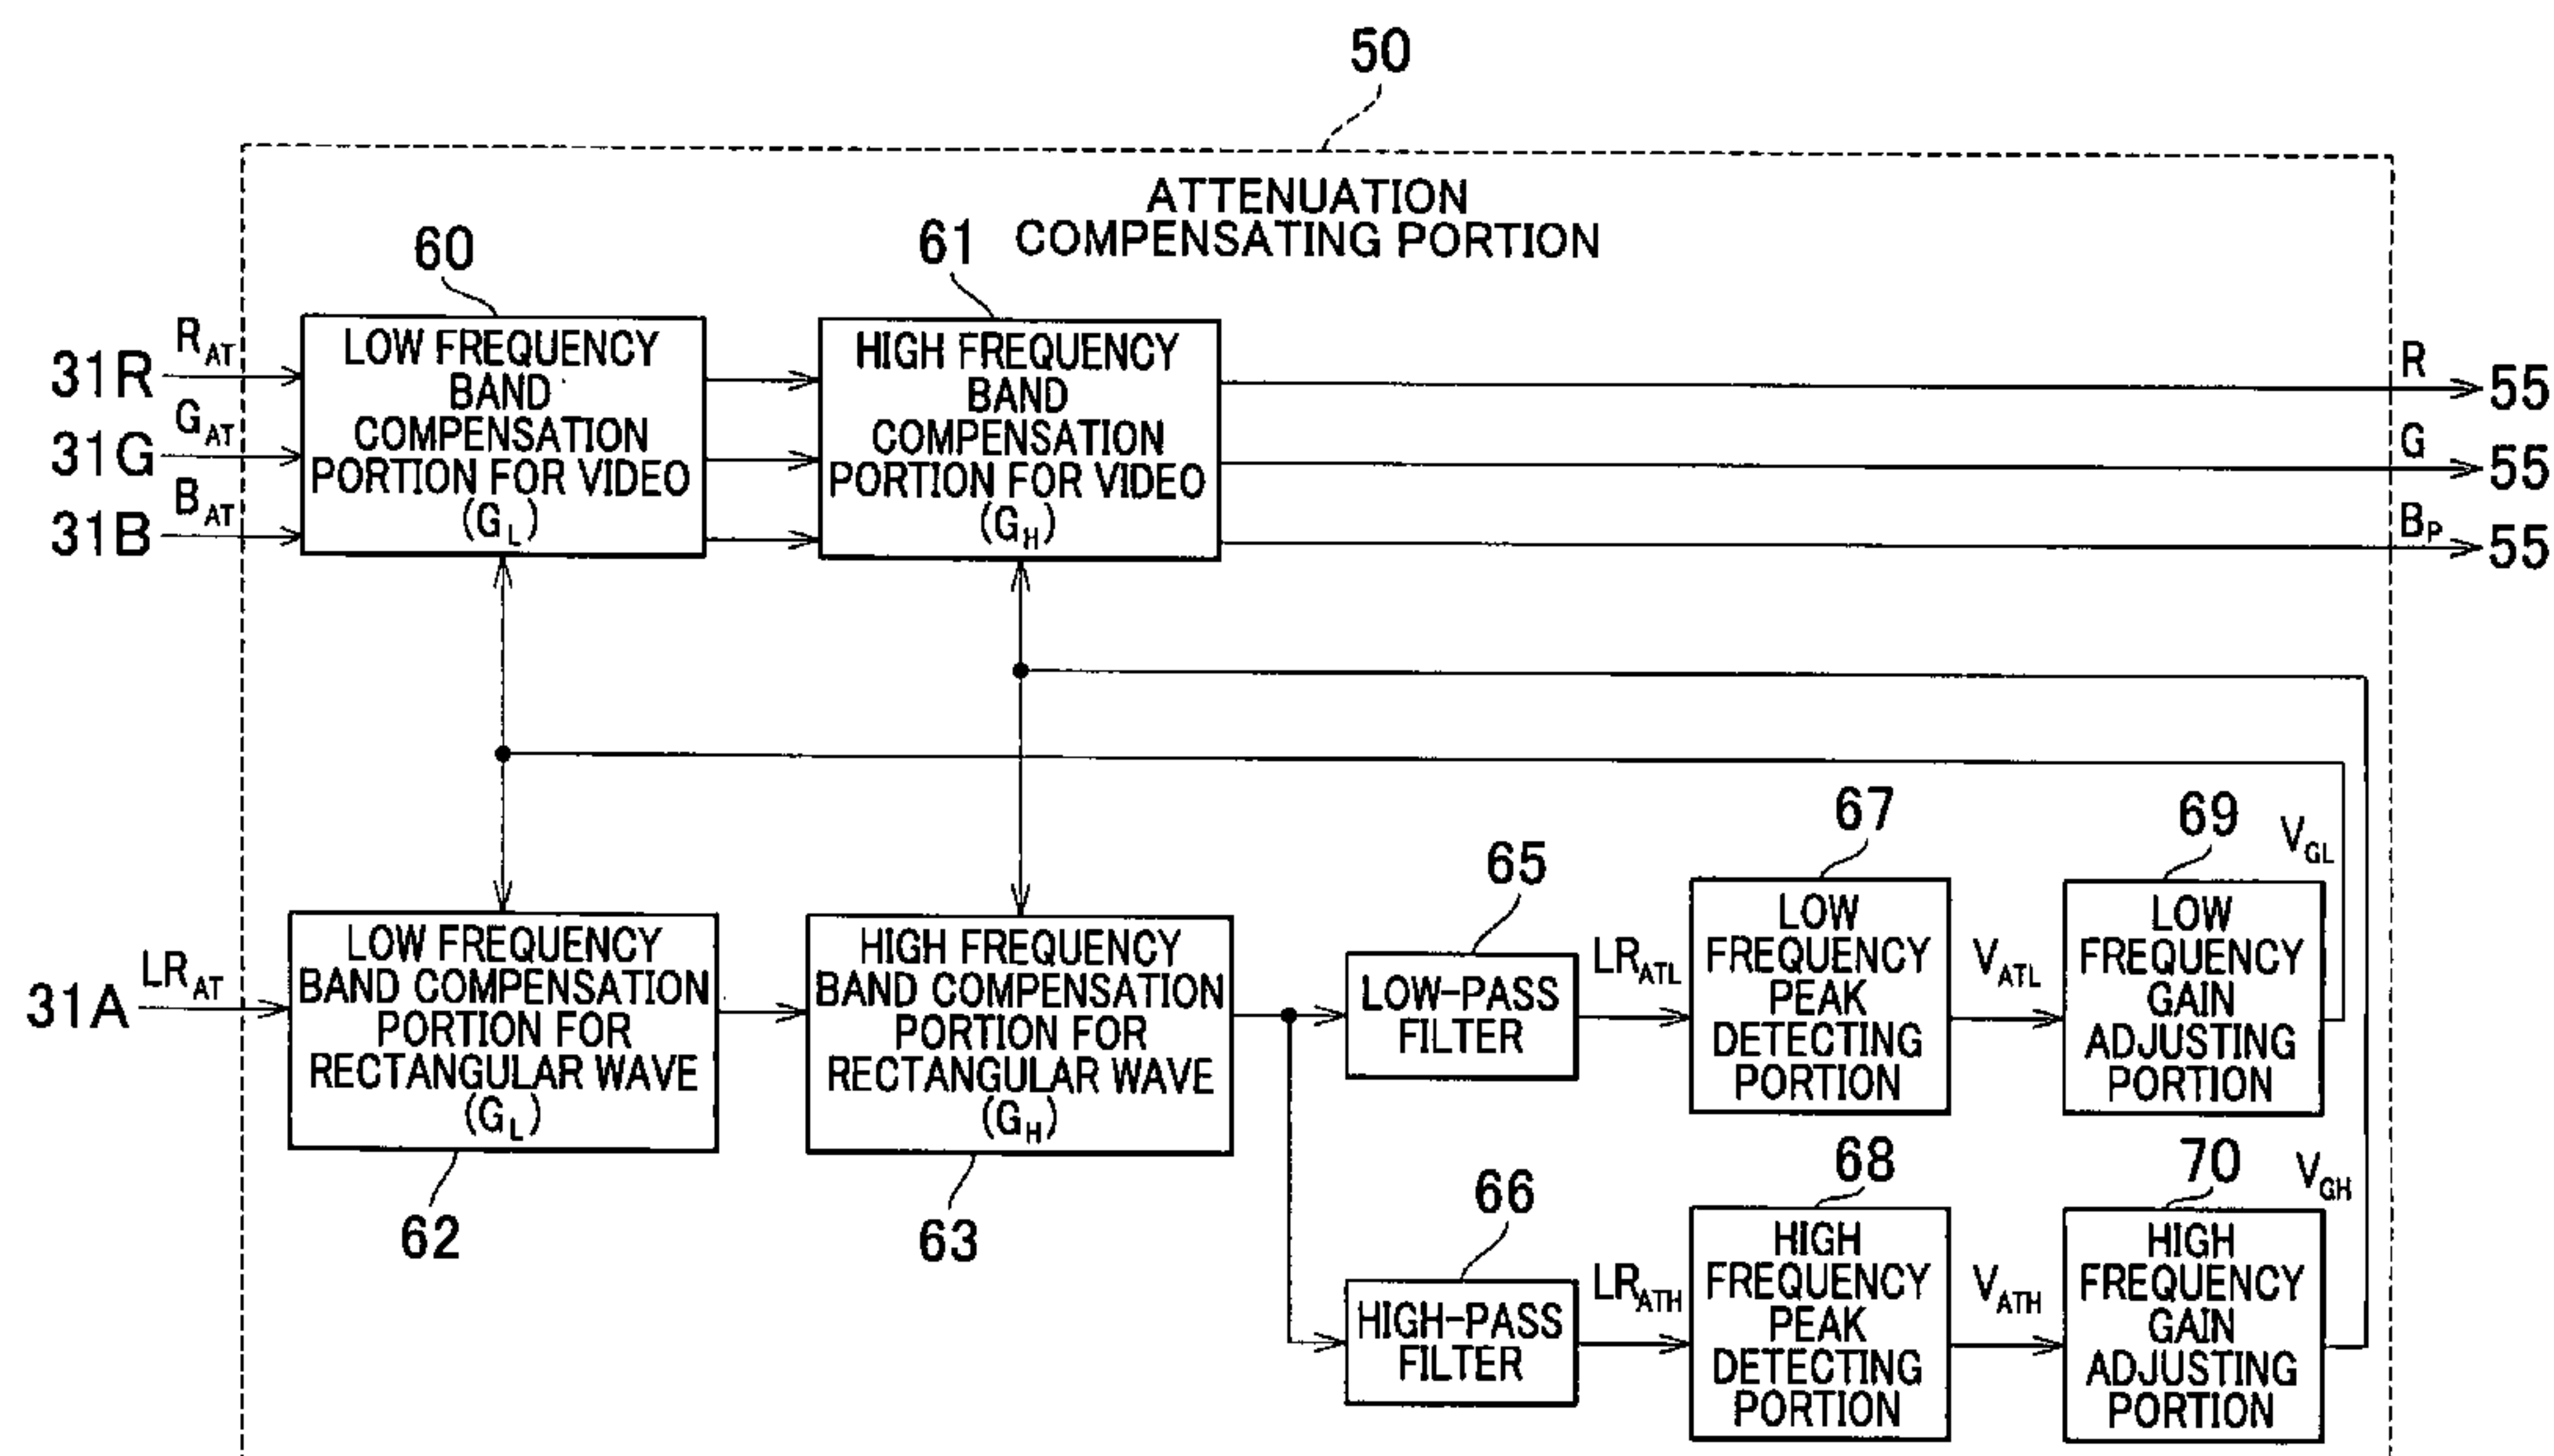 50
ATTENUATION
COMPENSATING PORTION
60
61
31R
R_AT
31G
G_AT
31B
B_AT
LOW FREQUENCY
BAND
COMPENSATION
PORTION FOR VIDEO
(G_L)
HIGH FREQUENCY
BAND
COMPENSATION
PORTION FOR VIDEO
(G_H)
R
55
G
55
B_P
55
31A
LR_AT
LOW FREQUENCY
BAND COMPENSATION
PORTION FOR
RECTANGULAR WAVE
(G_L)
62
HIGH FREQUENCY
BAND COMPENSATION
PORTION FOR
RECTANGULAR WAVE
(G_H)
63
65
LOW-PASS
FILTER
LR_ATL
67
LOW
FREQUENCY
PEAK
DETECTING
PORTION
V_ATL
69
LOW
FREQUENCY
GAIN
ADJUSTING
PORTION
V_GL
66
HIGH-PASS
FILTER
LR_ATH
68
HIGH
FREQUENCY
PEAK
DETECTING
PORTION
V_ATH
70
HIGH
FREQUENCY
GAIN
ADJUSTING
PORTION
V_GH